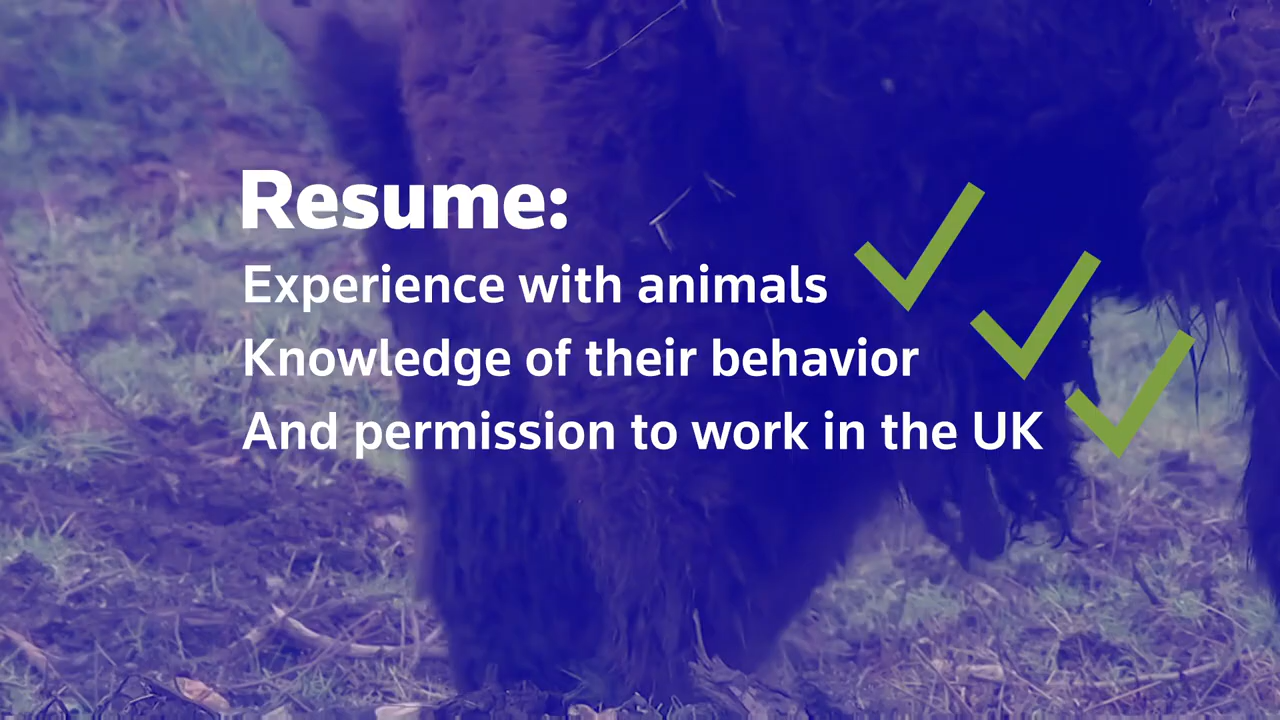 Resume:
Experience with animals
Knowledge of their behavior
And permission to work in the UK